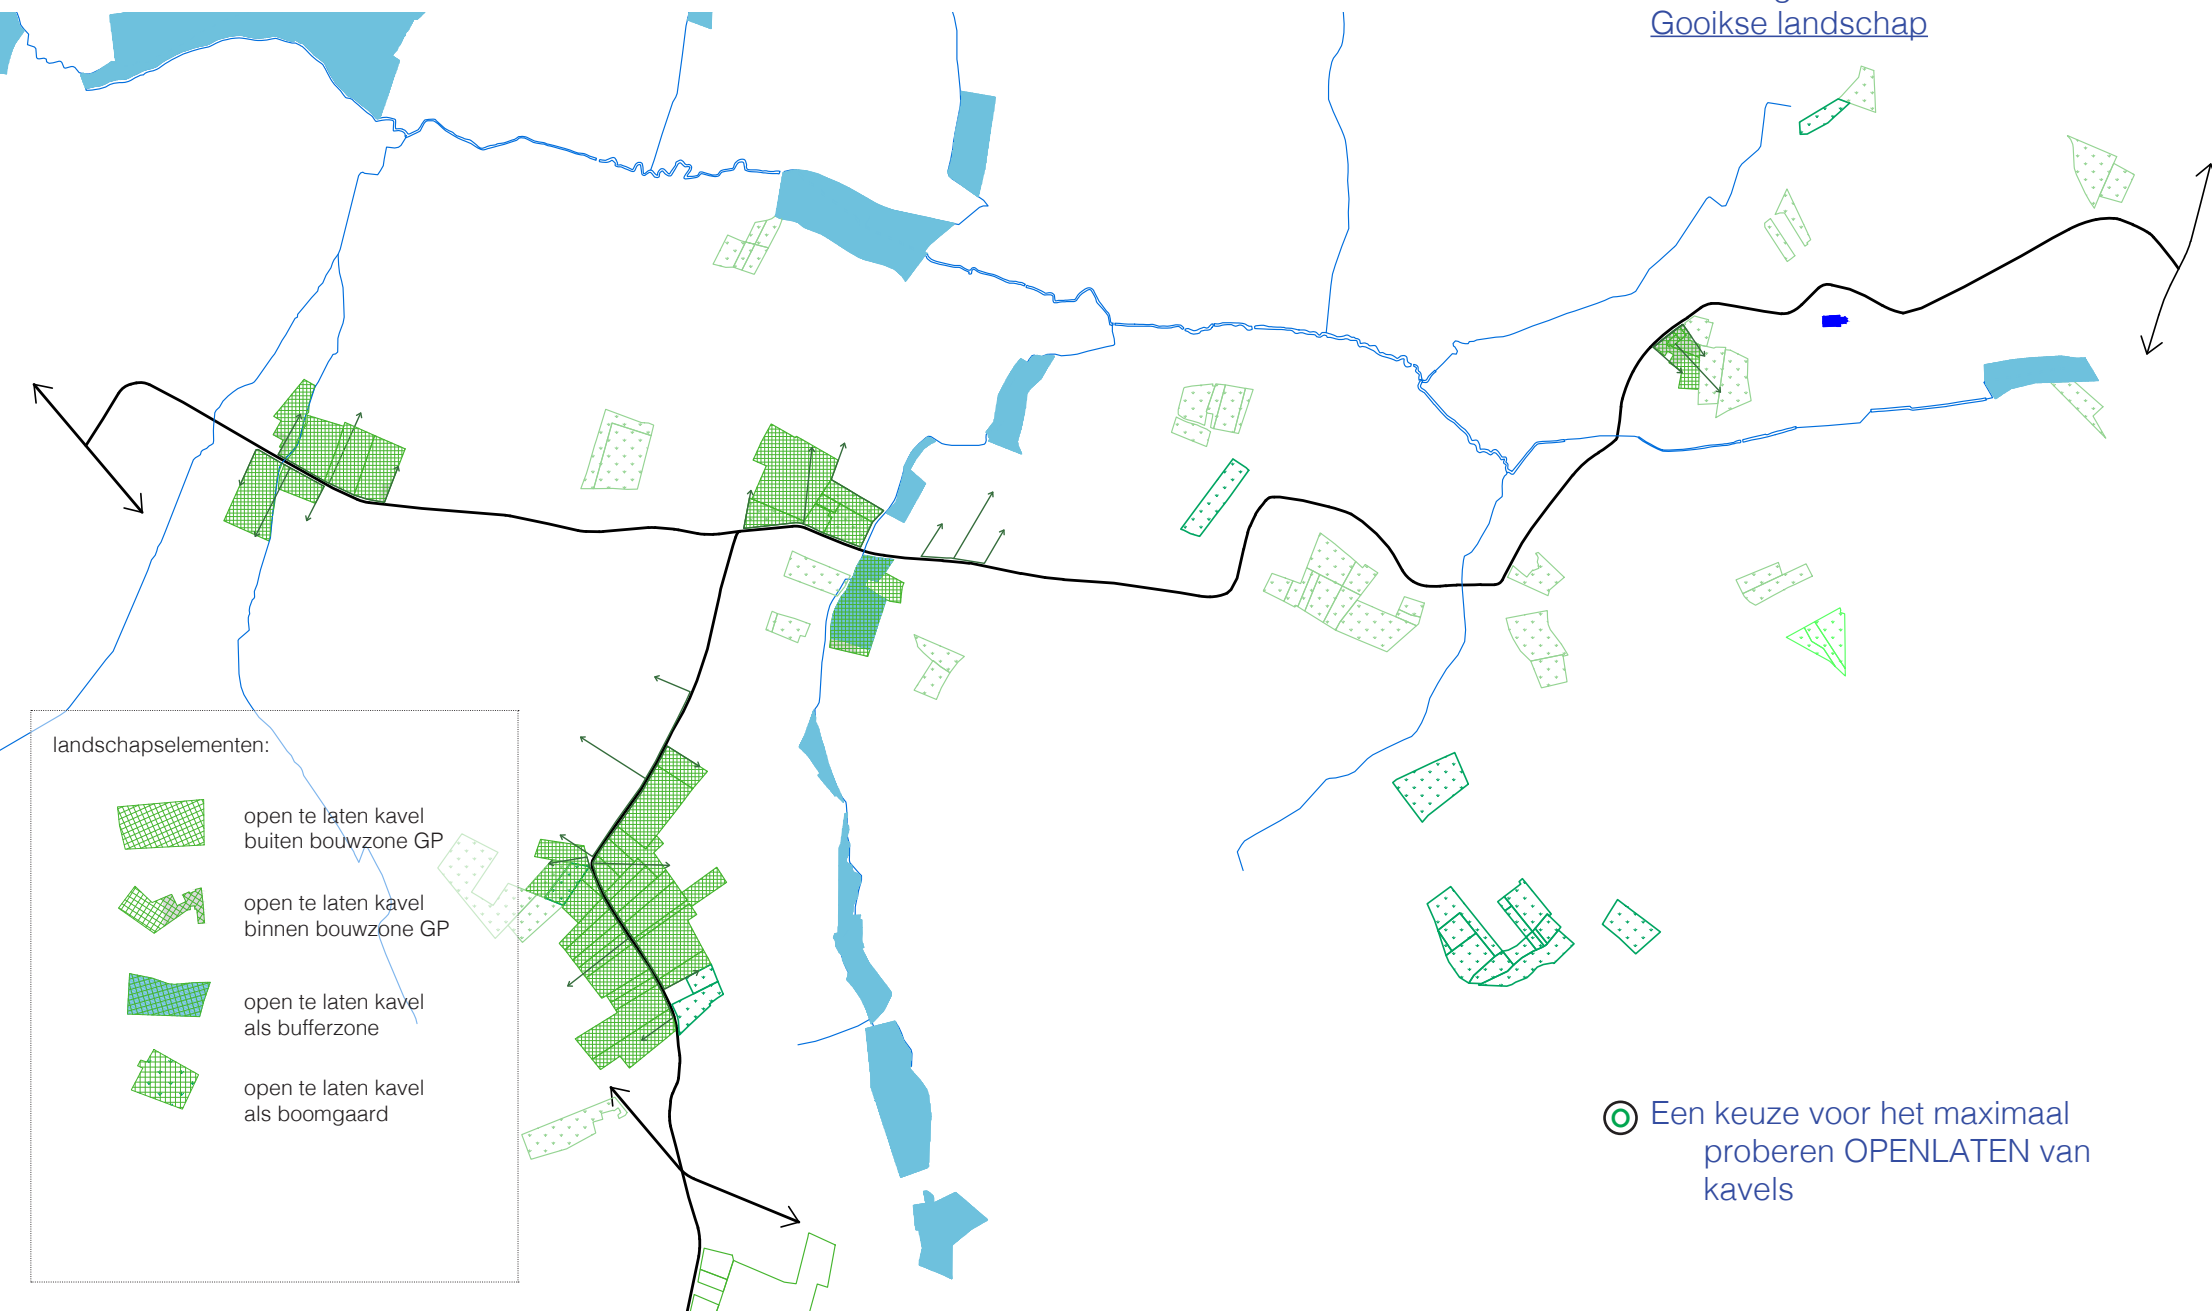 Gooikse landschap
landschapselementen:
open te laten kavel
buiten bouwzone GP
open te laten kavel
binnen bouwzone GP
open te laten kavel
als bufferzone
open te laten kavel
als boomgaard
Een keuze voor het maximaal
proberen OPENLATEN van
kavels